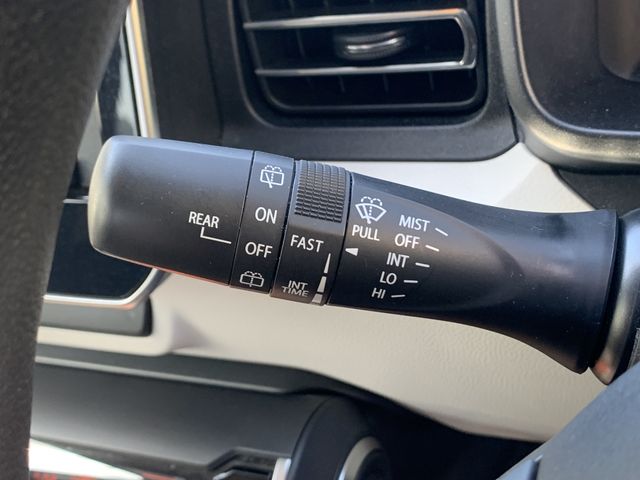 REAR
ON
OFF
FAST
INT
TIME
PULL
MIST
OFF
INT
LO
HI